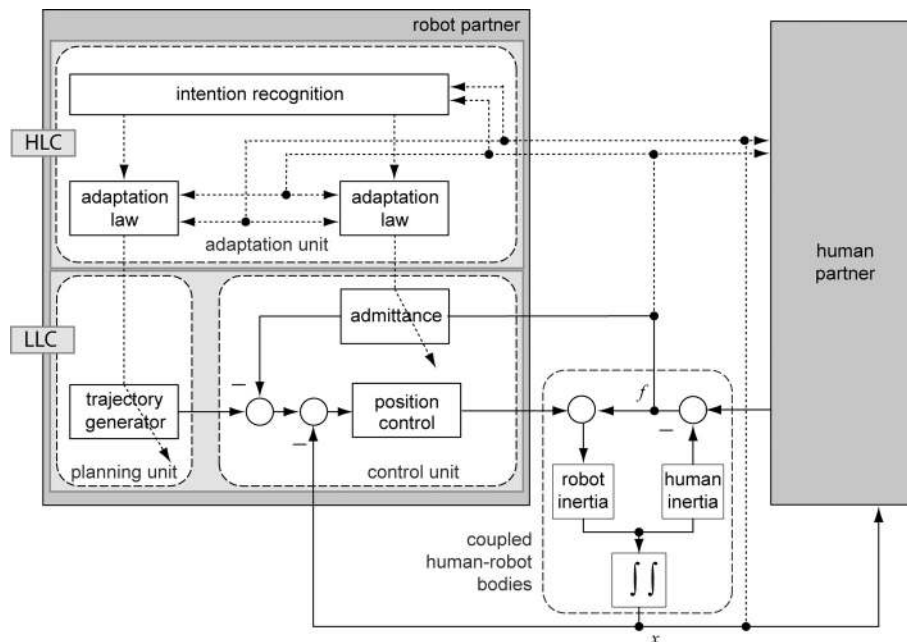 robot partner
intention recognition
HLC
adaptation
law
adaptation
law
adaptation unit
human
partner
LLC
admittance
trajectory
generator
position
control
planning unit
control unit
f
robot
inertia
human
inertia
coupled
human-robot
bodies
∫∫
x